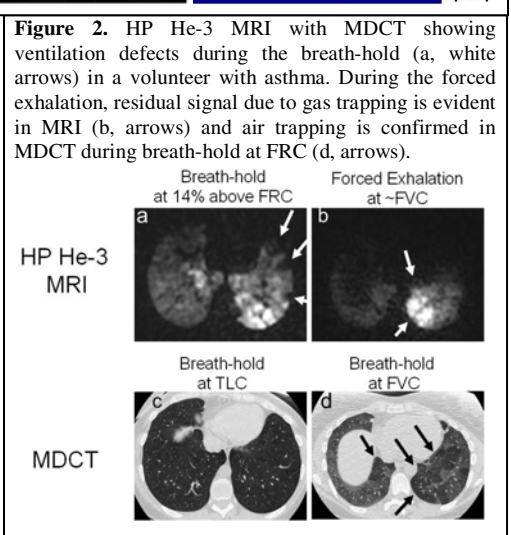 Figure 2. HP He-3 MRI with MDCT showing
ventilation defects during the breath-hold (a, white
arrows) in a volunteer with asthma. During the forced
exhalation, residual signal due to gas trapping is evident
in MRI (b, arrows) and air trapping is confirmed in
MDCT during breath-hold at FRC (d, arrows).
Breath-hold
at 14% above FRC
Forced Exhalation
at ~FVC
a
b
HP He-3
MRI
Breath-hold
at TLC
Breath-hold
at FVC
c
d
MDCT